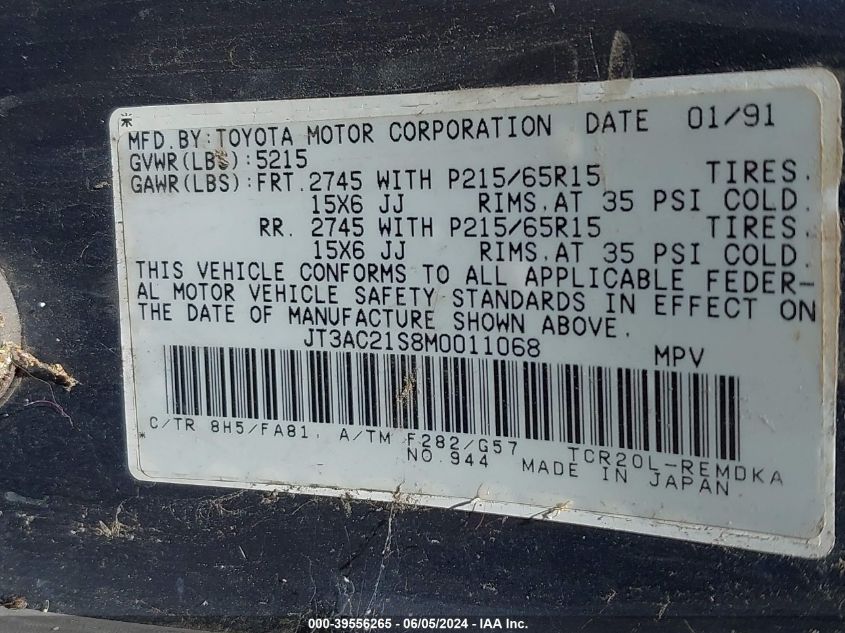 MFD. BY: TOYOTA MOTOR CORPORATION DATE 01/91
GVWR(LBS):5215
GAWR(LBS):FRT. 2745 WITH P215/65R15 TIRES.
15X6 JJ RIMS. AT 35 PSI COLD.
RR. 2745 WITH P215/65R15 TIRES.
15X6 JJ RIMS. AT 35 PSI COLD.
THIS VEHICLE CONFORMS TO ALL APPLICABLE FEDER-
AL MOTOR VEHICLE SAFETY STANDARDS IN EFFECT ON
THE DATE OF MANUFACTURE SHOWN ABOVE.
JT3AC21S8M0011068 MPV
C/TR 8H5/FA81, A/TM F282/G57 TCR20L-REMDKA
NO.944 MADE IN JAPAN
000-39556265 - 06/05/2024 - IAA Inc.